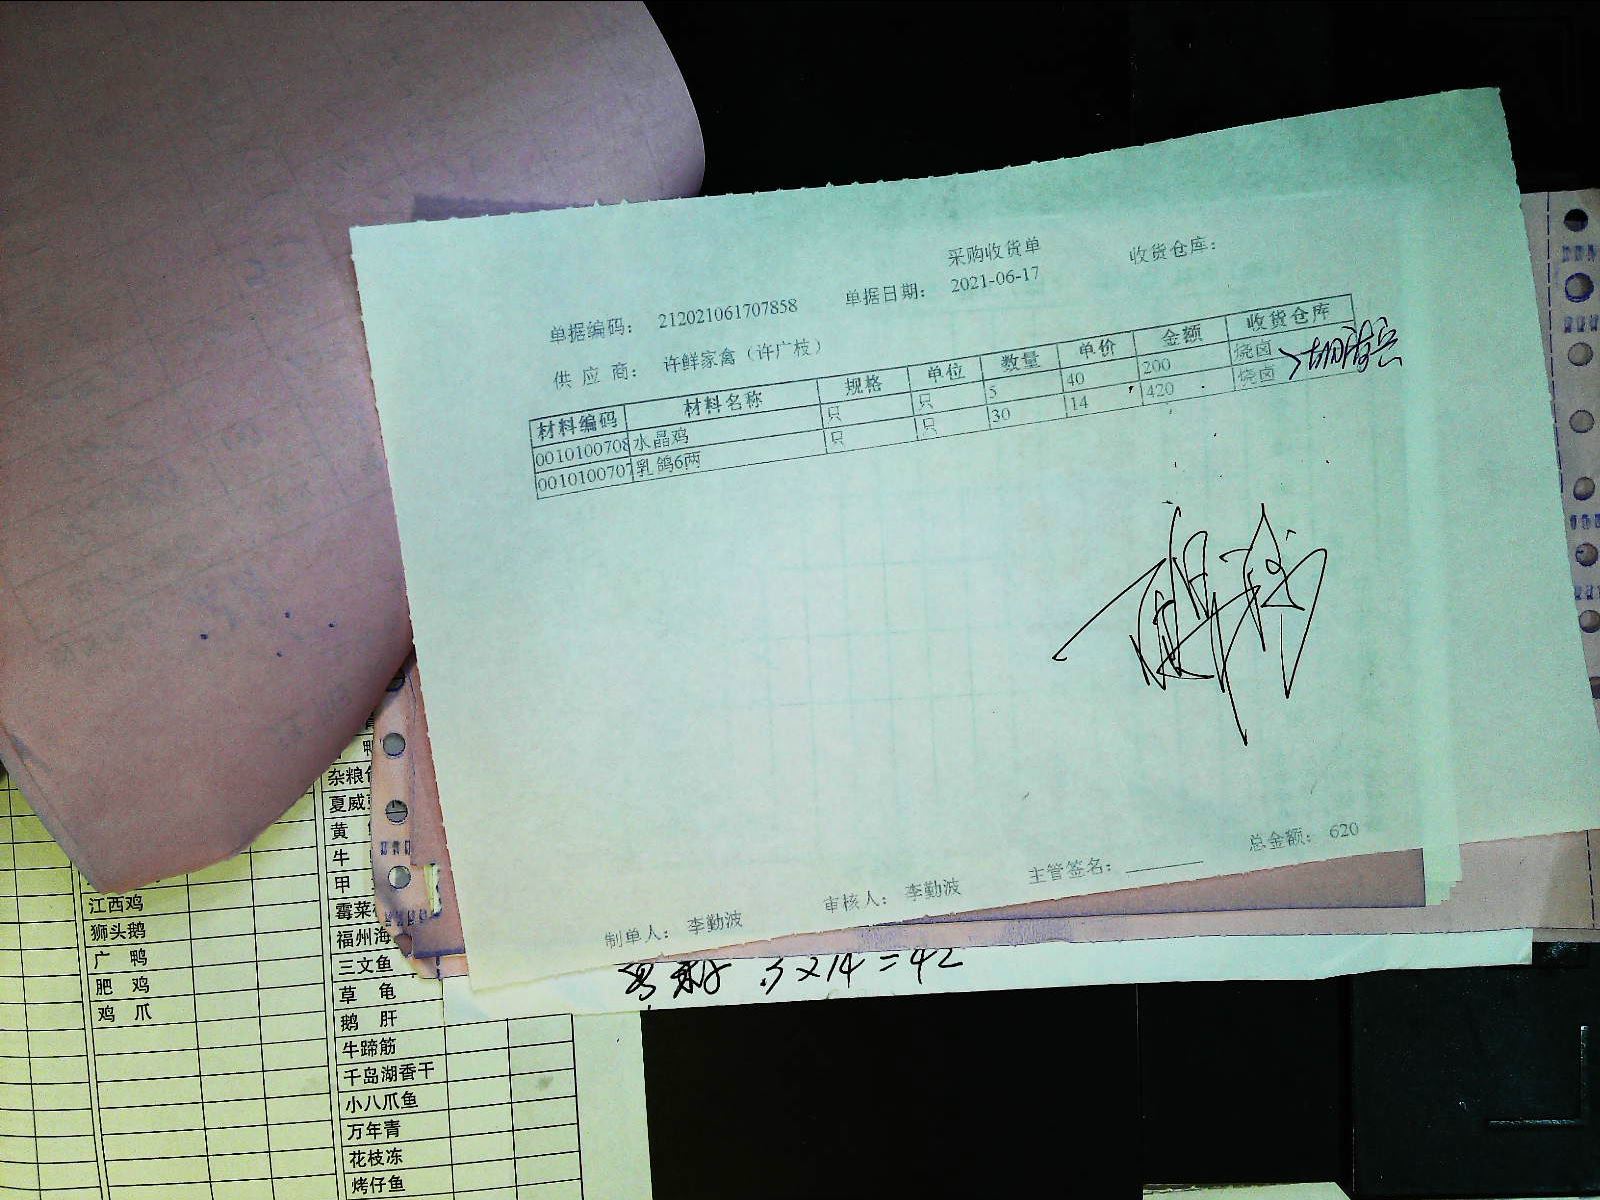 采购收货单
收货仓库：
单据编码： 212021061707858 单据日期： 2021-06-17
供应商： 许鲜家禽（许广枝）
材料编码 材料名称 规格 单位 数量 单价 金额 收货仓库
0010100708 水晶鸡 只 只 5 40 200 烧卤
0010100707 乳鸽6两 只 只 30 14 420 烧卤
总金额： 620
制单人： 李勤波 审核人： 李勤波 主管签名：
3×14=42
鸭
杂粮
夏威
黄
牛
甲
霉菜
福州海
三文鱼
草 龟
鹅 肝
牛蹄筋
千岛湖香干
小八爪鱼
万年青
花枝冻
烤仔鱼
江西鸡
狮头鹅
广 鸭
肥 鸡
鸡 爪